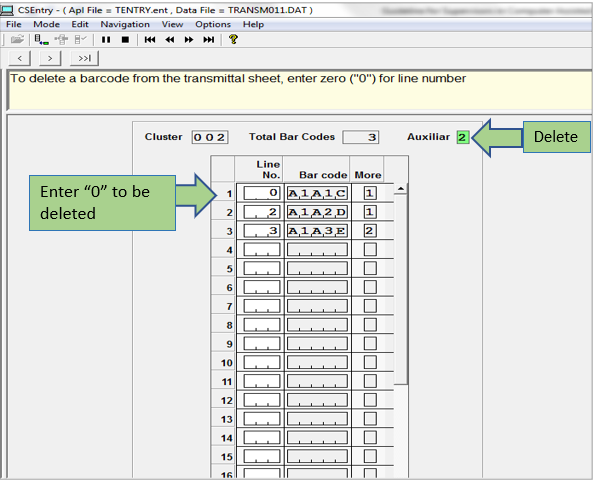 CSEntry - ( Apl File = TENTRY.ent , Data File = TRANSM011.DAT )
File Mode Edit Navigation View Options Help
< > >>|
To delete a barcode from the transmittal sheet, enter zero ("0") for line number
Cluster 0 0 2 Total Bar Codes 3 Auxiliar 2
Delete
Line No. Bar code More
Enter “0” to be deleted
1 0 A1A1C 1
2 2 A1A2D 1
3 3 A1A3E 2
4
5
6
7
8
9
10
11
12
13
14
15
16